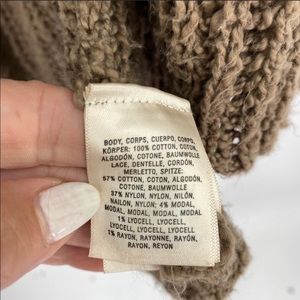 BODY, CORPS, CUERPO, CORPO,
KÖRPER: 100% COTTON, COTON,
ALGODÓN, COTONE, BAUMWOLLE
LACE, DENTELLE, CORDÉ,
MERLETTO, SPITZE:
57% COTTON, COTON, ALGODÓN,
COTONE, BAUMWOLLE
37% NYLON, NYLON, NILÓN,
NAILON, NYLON; 4% MODAL,
MODAL, MODAL, MODAL, MODAL
1% LYOCELL, LYOCELL,
LYOCELL, LYOCELL, LYOCELL
1% RAYON, RAYONNE, RAYÓN,
RAYON, REYON